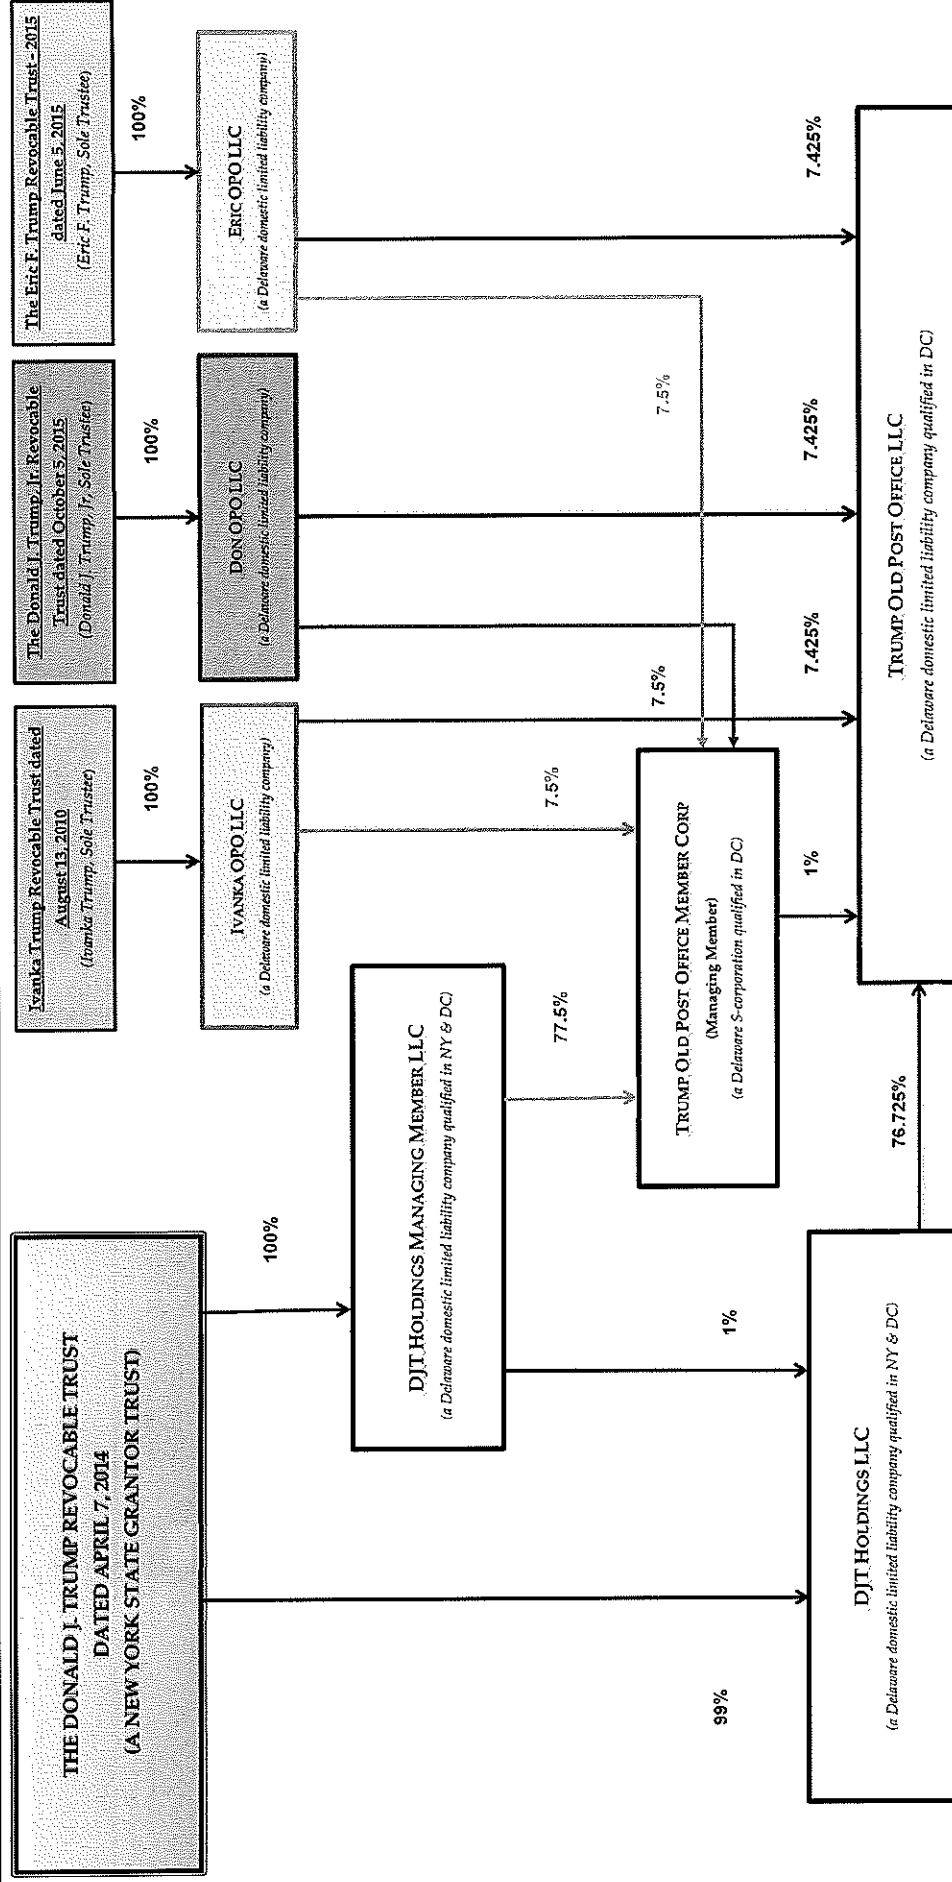 THE DONALD J. TRUMP REVOCABLE TRUST
DATED APRIL 7, 2014
(A NEW YORK STATE GRANTOR TRUST)
Ivanka Trump Revocable Trust dated
August 13, 2010
(Ivanka Trump, Sole Trustee)
The Donald J. Trump, Jr. Revocable
Trust dated October 5, 2015
(Donald J. Trump, Jr, Sole Trustee)
The Eric F. Trump Revocable Trust - 2015
dated June 5, 2015
(Eric F. Trump, Sole Trustee)
100%
100%
100%
100%
IVANKA OPO LLC
(a Delaware domestic limited liability company)
DON OPO LLC
(a Delaware domestic limited liability company)
ERIC OPO LLC
(a Delaware domestic limited liability company)
DJT HOLDINGS MANAGING MEMBER LLC
(a Delaware domestic limited liability company qualified in NY & DC)
77.5%
7.5%
7.5%
7.5%
TRUMP OLD POST OFFICE MEMBER CORP
(Managing Member)
(a Delaware S-corporation qualified in DC)
99%
1%
1%
7.425%
7.425%
7.425%
DJT HOLDINGS LLC
(a Delaware domestic limited liability company qualified in NY & DC)
76.725%
TRUMP OLD POST OFFICE LLC
(a Delaware domestic limited liability company qualified in DC)